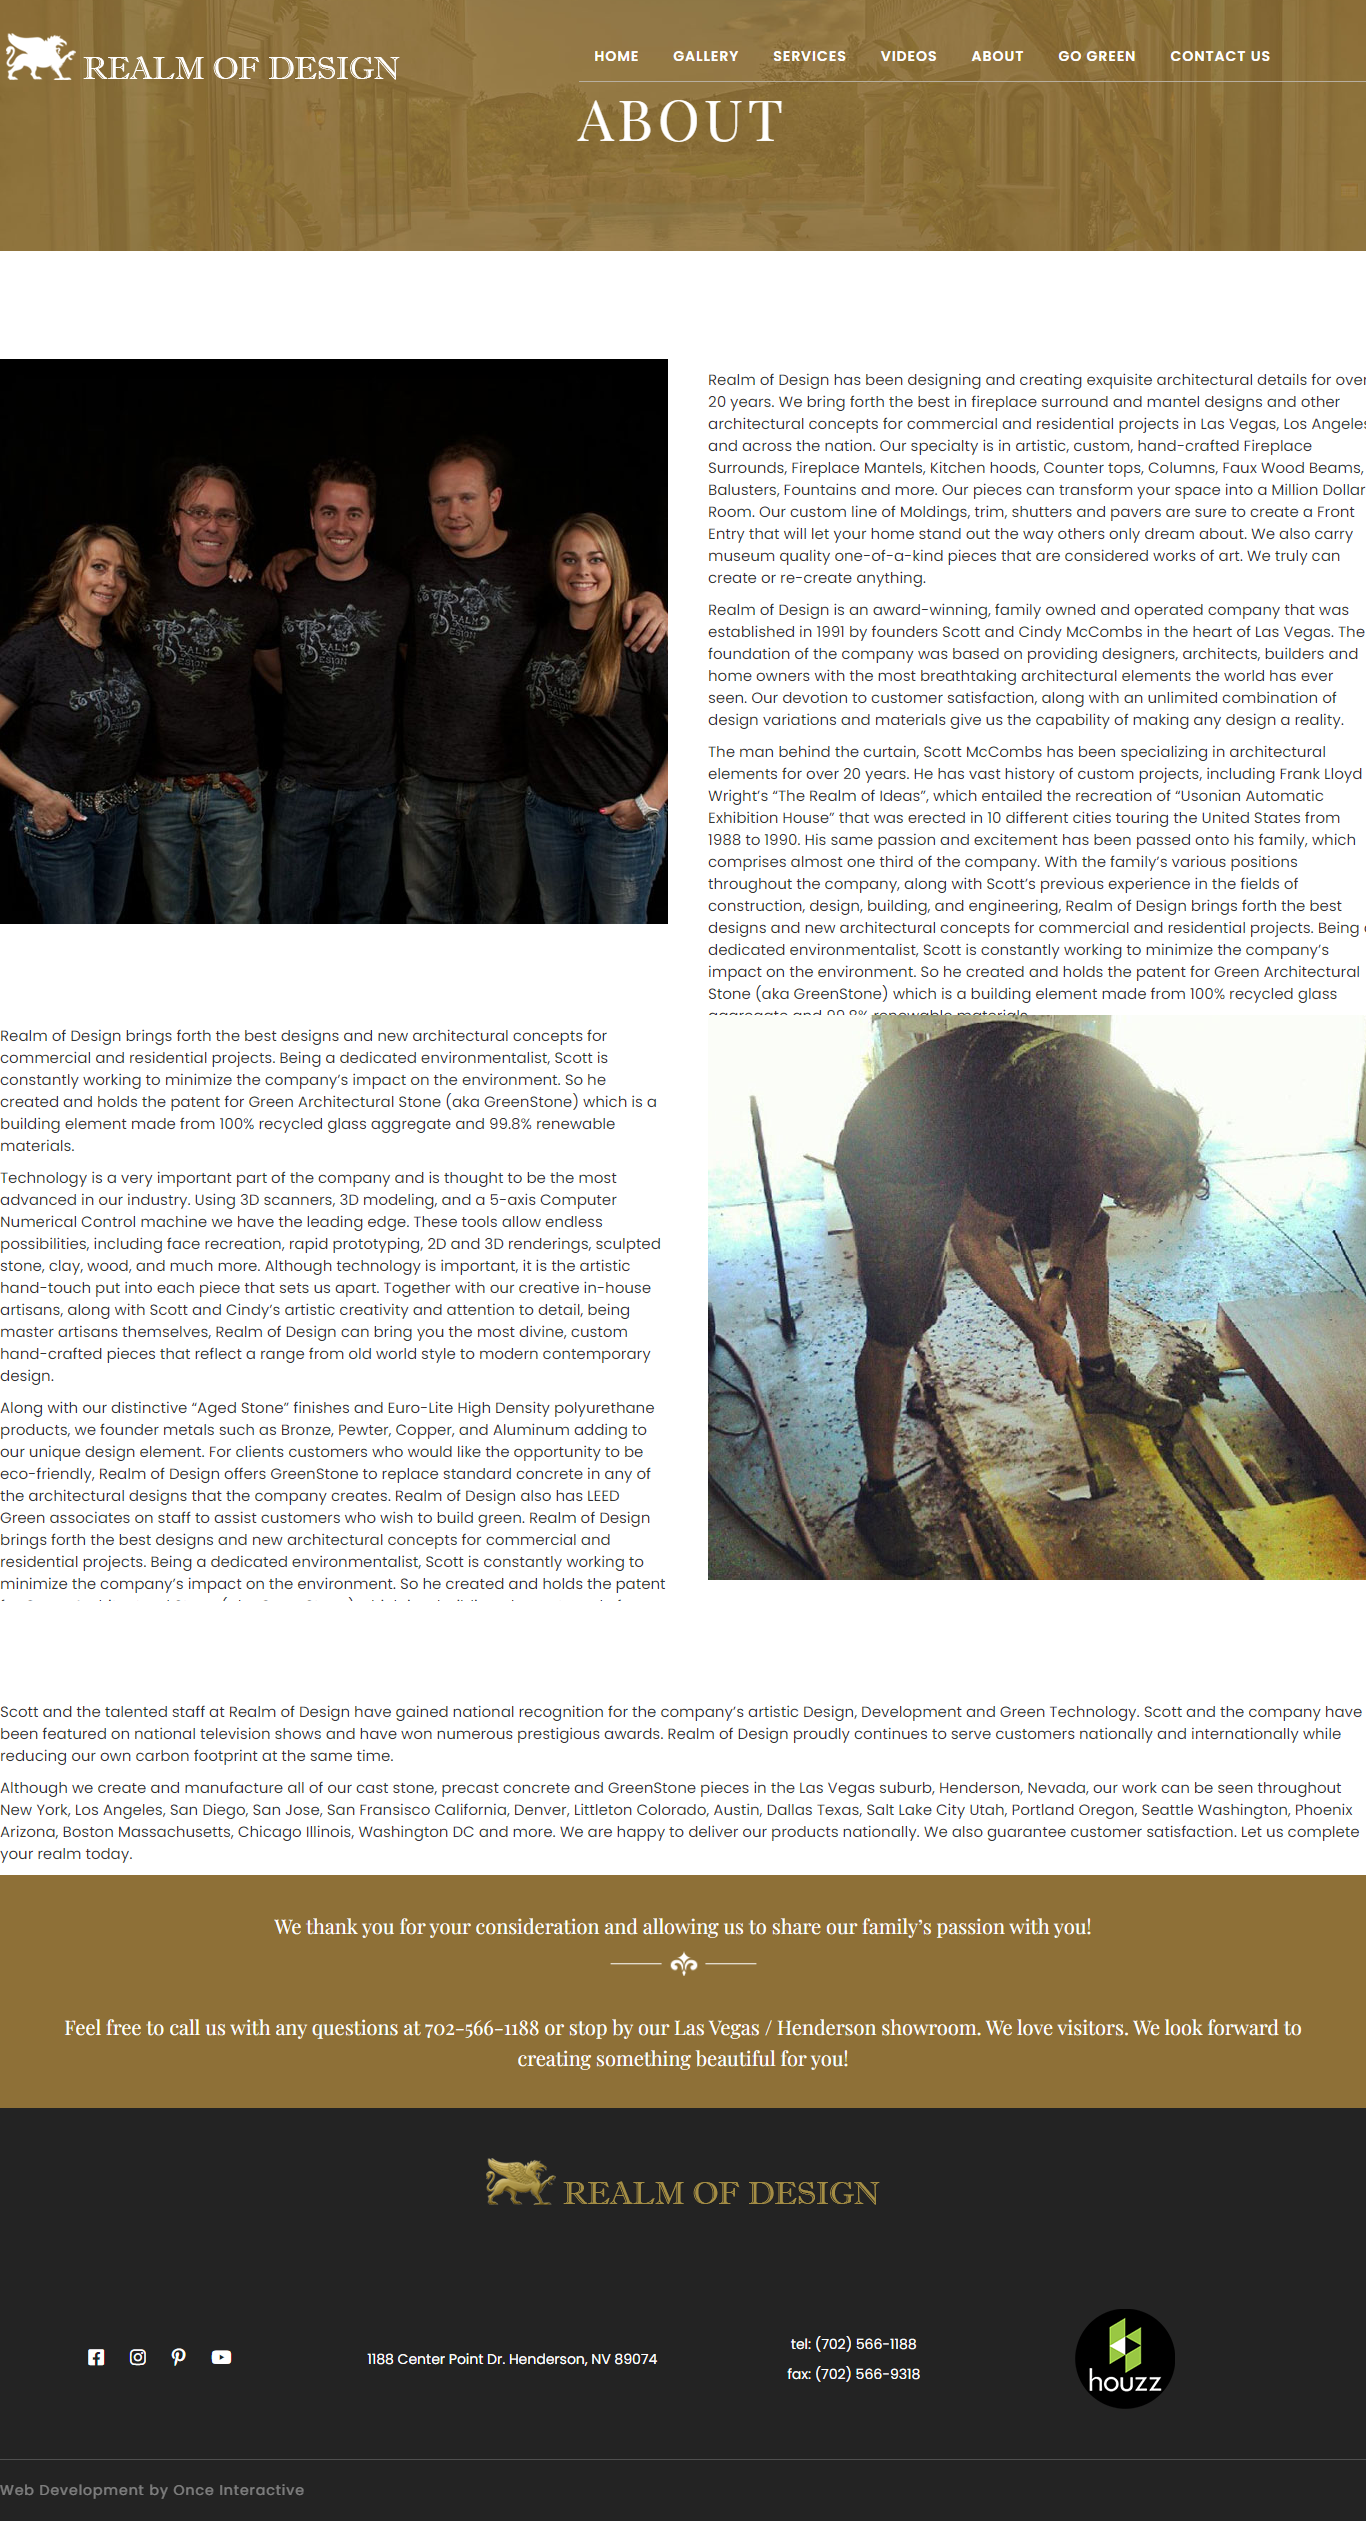 REALM OF DESIGN
HOME GALLERY SERVICES VIDEOS ABOUT GO GREEN CONTACT US
ABOUT
Realm of Design has been designing and creating exquisite architectural details for over
20 years. We bring forth the best in fireplace surround and mantel designs and other
architectural concepts for commercial and residential projects in Las Vegas, Los Angeles
and across the nation. Our specialty is in artistic, custom, hand-crafted Fireplace
Surrounds, Fireplace Mantels, Kitchen hoods, Counter tops, Columns, Faux Wood Beams,
Balusters, Fountains and more. Our pieces can transform your space into a Million Dollar
Room. Our custom line of Moldings, trim, shutters and pavers are sure to create a Front
Entry that will let your home stand out the way others only dream about. We also carry
museum quality one-of-a-kind pieces that are considered works of art. We truly can
create or re-create anything.
Realm of Design is an award-winning, family owned and operated company that was
established in 1991 by founders Scott and Cindy McCombs in the heart of Las Vegas. The
foundation of the company was based on providing designers, architects, builders and
home owners with the most breathtaking architectural elements the world has ever
seen. Our devotion to customer satisfaction, along with an unlimited combination of
design variations and materials give us the capability of making any design a reality.
The man behind the curtain, Scott McCombs has been specializing in architectural
elements for over 20 years. He has vast history of custom projects, including Frank Lloyd
Wright’s “The Realm of Ideas”, which entailed the recreation of “Usonian Automatic
Exhibition House” that was erected in 10 different cities touring the United States from
1988 to 1990. His same passion and excitement has been passed onto his family, which
comprises almost one third of the company. With the family’s various positions
throughout the company, along with Scott’s previous experience in the fields of
construction, design, building, and engineering, Realm of Design brings forth the best
designs and new architectural concepts for commercial and residential projects. Being
dedicated environmentalist, Scott is constantly working to minimize the company’s
impact on the environment. So he created and holds the patent for Green Architectural
Stone (aka GreenStone) which is a building element made from 100% recycled glass
aggregate and 99.8% renewable materials.
Realm of Design brings forth the best designs and new architectural concepts for
commercial and residential projects. Being a dedicated environmentalist, Scott is
constantly working to minimize the company’s impact on the environment. So he
created and holds the patent for Green Architectural Stone (aka GreenStone) which is a
building element made from 100% recycled glass aggregate and 99.8% renewable
materials.
Technology is a very important part of the company and is thought to be the most
advanced in our industry. Using 3D scanners, 3D modeling, and a 5-axis Computer
Numerical Control machine we have the leading edge. These tools allow endless
possibilities, including face recreation, rapid prototyping, 2D and 3D renderings, sculpted
stone, clay, wood, and much more. Although technology is important, it is the artistic
hand-touch put into each piece that sets us apart. Together with our creative in-house
artisans, along with Scott and Cindy’s artistic creativity and attention to detail, being
master artisans themselves, Realm of Design can bring you the most divine, custom
hand-crafted pieces that reflect a range from old world style to modern contemporary
design.
Along with our distinctive “Aged Stone” finishes and Euro-Lite High Density polyurethane
products, we founder metals such as Bronze, Pewter, Copper, and Aluminum adding to
our unique design element. For clients customers who would like the opportunity to be
eco-friendly, Realm of Design offers GreenStone to replace standard concrete in any of
the architectural designs that the company creates. Realm of Design also has LEED
Green associates on staff to assist customers who wish to build green. Realm of Design
brings forth the best designs and new architectural concepts for commercial and
residential projects. Being a dedicated environmentalist, Scott is constantly working to
minimize the company’s impact on the environment. So he created and holds the patent
Scott and the talented staff at Realm of Design have gained national recognition for the company’s artistic Design, Development and Green Technology. Scott and the company have
been featured on national television shows and have won numerous prestigious awards. Realm of Design proudly continues to serve customers nationally and internationally while
reducing our own carbon footprint at the same time.
Although we create and manufacture all of our cast stone, precast concrete and GreenStone pieces in the Las Vegas suburb, Henderson, Nevada, our work can be seen throughout
New York, Los Angeles, San Diego, San Jose, San Fransisco California, Denver, Littleton Colorado, Austin, Dallas Texas, Salt Lake City Utah, Portland Oregon, Seattle Washington, Phoenix
Arizona, Boston Massachusetts, Chicago Illinois, Washington DC and more. We are happy to deliver our products nationally. We also guarantee customer satisfaction. Let us complete
your realm today.
We thank you for your consideration and allowing us to share our family’s passion with you!
Feel free to call us with any questions at 702-566-1188 or stop by our Las Vegas / Henderson showroom. We love visitors. We look forward to
creating something beautiful for you!
REALM OF DESIGN
1188 Center Point Dr. Henderson, NV 89074
tel: (702) 566-1188
fax: (702) 566-9318
houzz
Web Development by Once Interactive